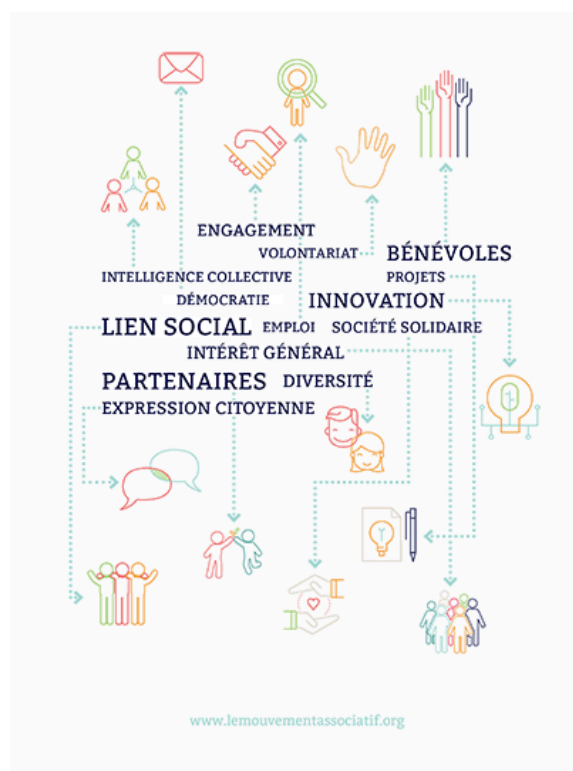 ENGAGEMENT
VOLONTARIAT BÉNÉVOLES
INTELLIGENCE COLLECTIVE PROJETS
DÉMOCRATIE INNOVATION
LIEN SOCIAL EMPLOI SOCIÉTÉ SOLIDAIRE
INTÉRÊT GÉNÉRAL
PARTENAIRES DIVERSITÉ
EXPRESSION CITOYENNE
www.lemouvementassociatif.org